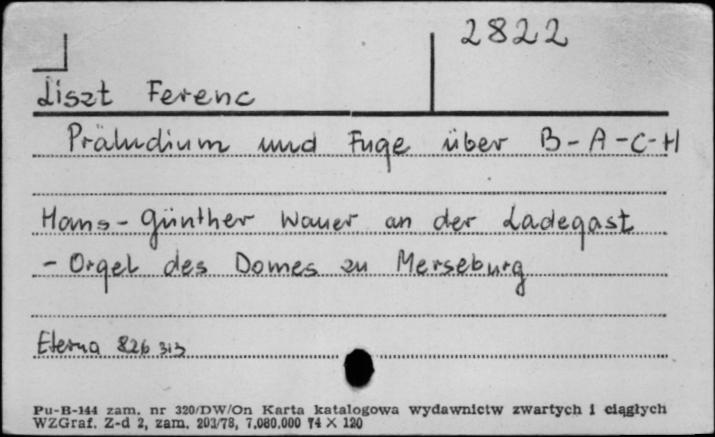 2822
Liszt Ferenc
Präludium und Fuge über B-A-C-H
Hans-Günther Wauer an der Ladegast
- Orgel des Domes zu Merseburg
Eterna 826 313
Pu-B-144 zam. nr 320/DW/On Karta katalogowa wydawnictw zwartych i ciągłych
WZGraf. Z-d 2, zam. 203/78, 7.080.000 74 × 120